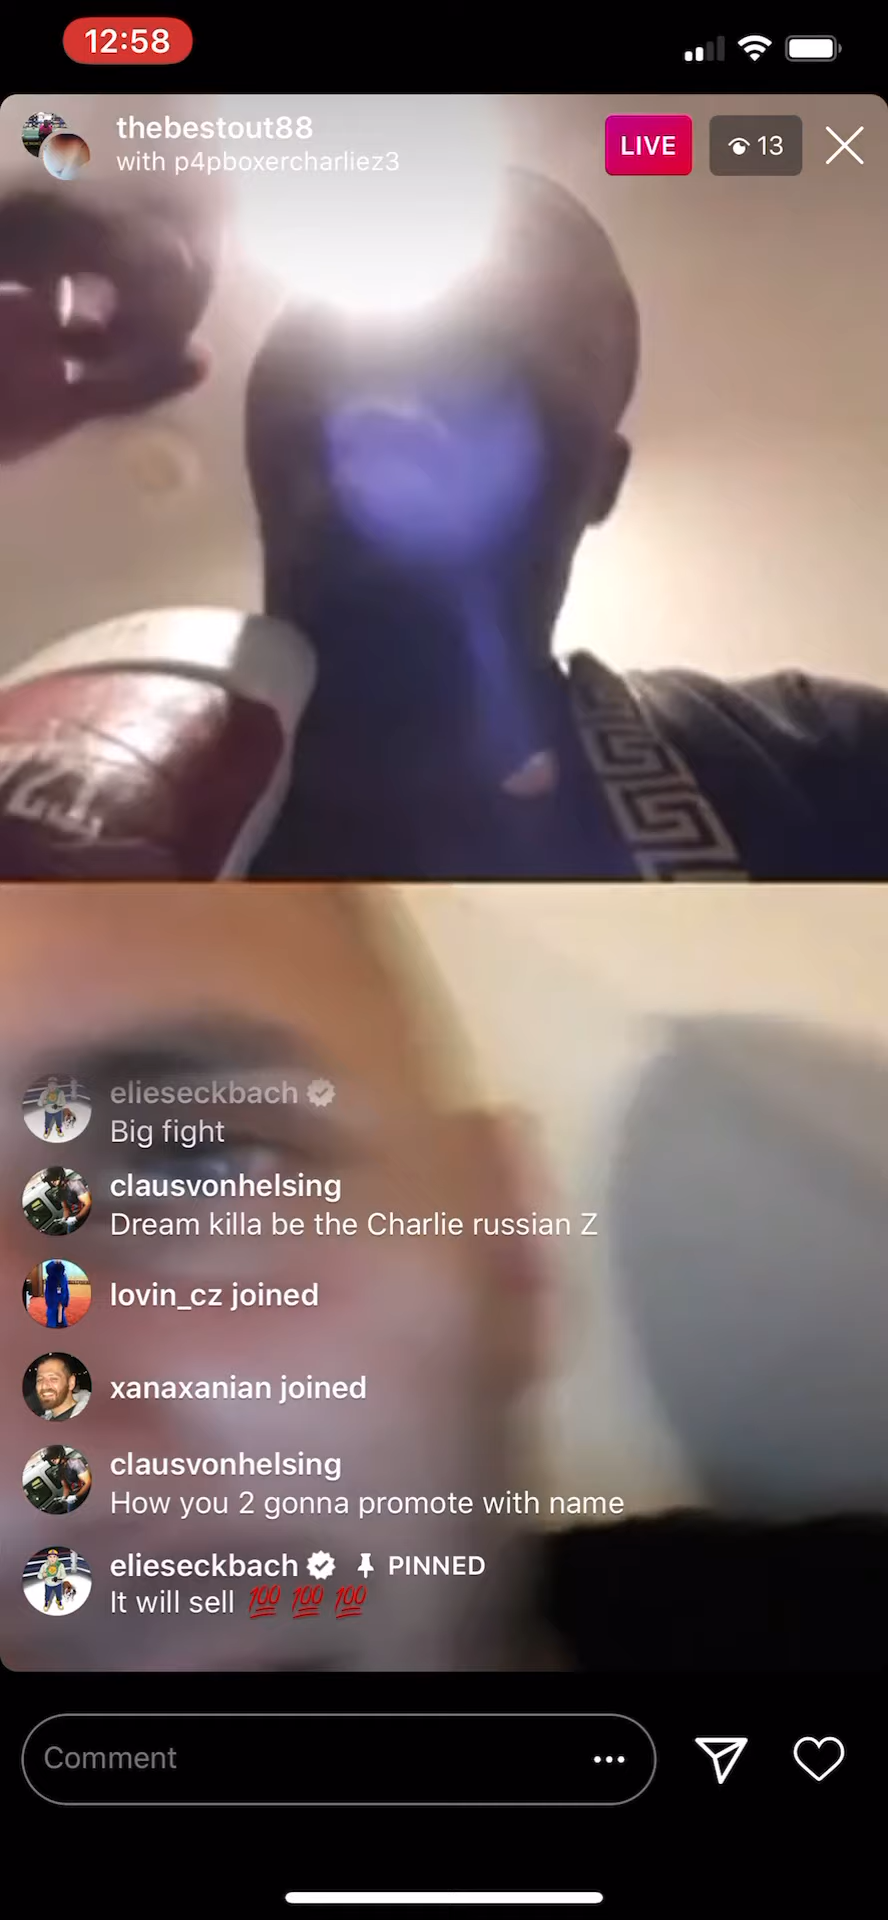 12:58
thebestout88
with p4pboxercharliez3
LIVE
13
elieseckbach
Big fight
clausvonhelsing
Dream killa be the Charlie russian Z
lovin_cz joined
xanaxanian joined
clausvonhelsing
How you 2 gonna promote with name
elieseckbach PINNED
It will sell 💯 💯 💯
Comment